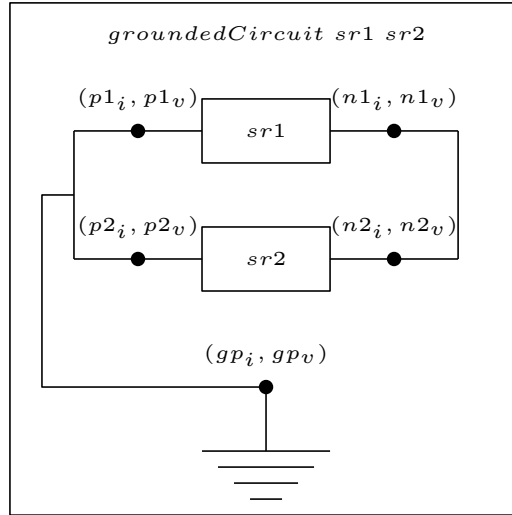 groundedCircuit sr1 sr2
(p1_i, p1_v) (n1_i, n1_v)
sr1
(p2_i, p2_v) (n2_i, n2_v)
sr2
(gp_i, gp_v)